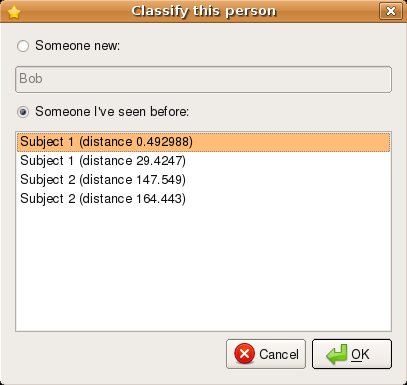 Classify this person
Someone new:
Bob
Someone I've seen before:
Subject 1 (distance 0.492988)
Subject 1 (distance 29.4247)
Subject 2 (distance 147.549)
Subject 2 (distance 164.443)
Cancel
OK